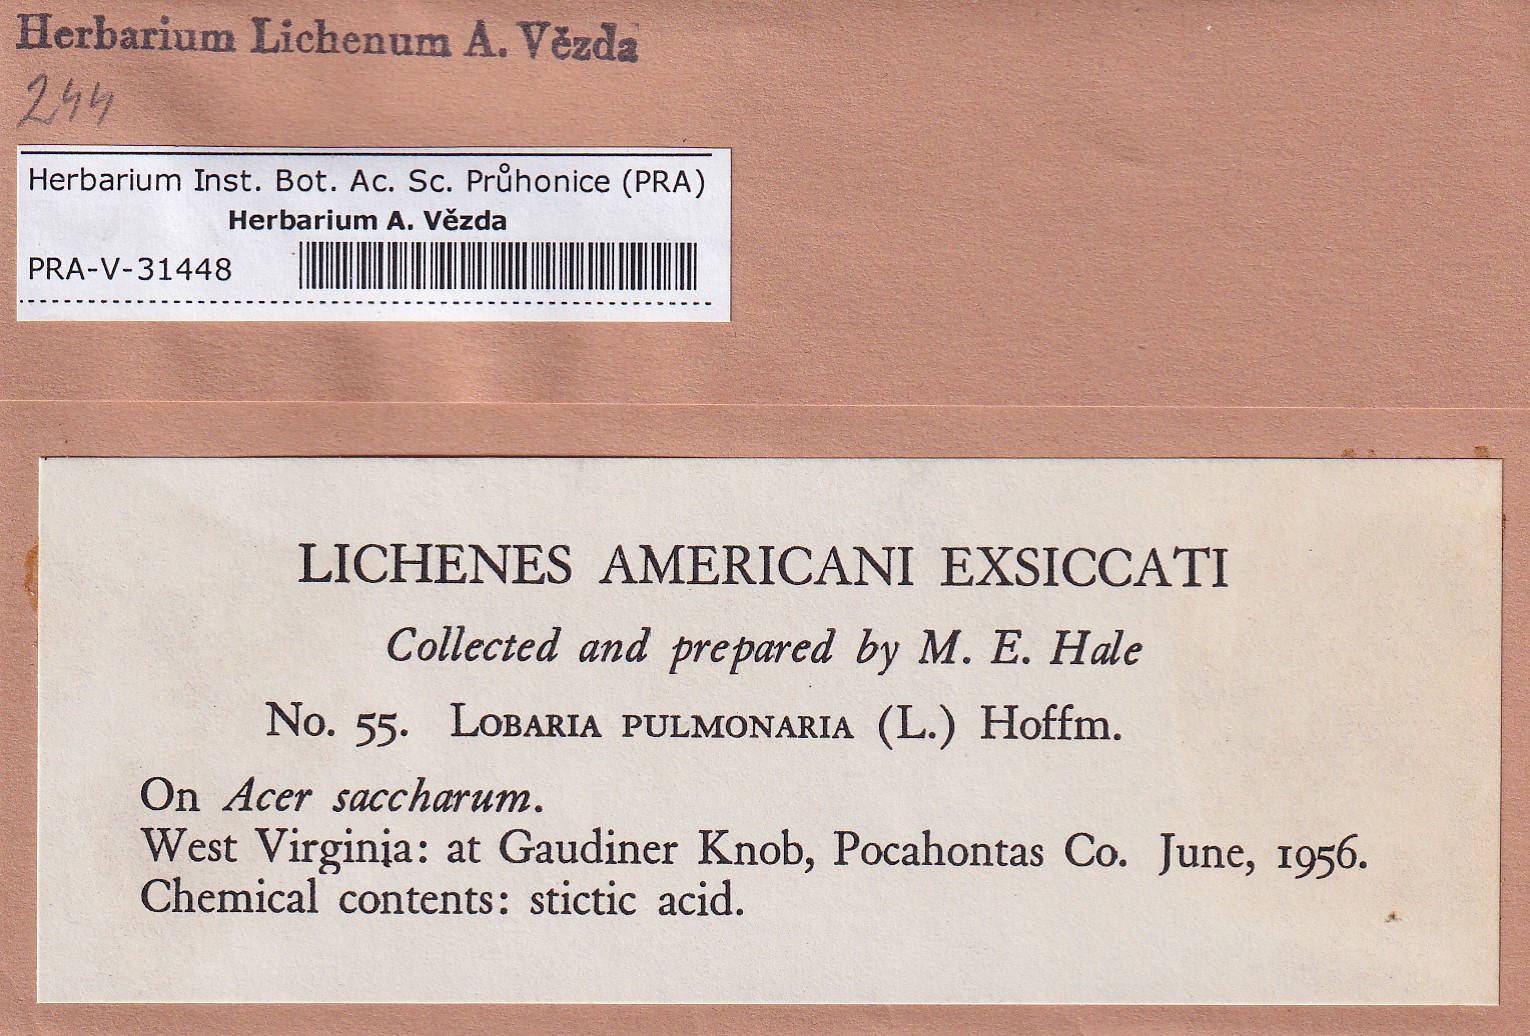 Herbarium Lichenum A. Vězda
244
Herbarium Inst. Bot. Ac. Sc. Průhonice (PRA)
Herbarium A. Vězda
PRA-V-31448
LICHENES AMERICANI EXSICCATI
Collected and prepared by M. E. Hale
No. 55. LOBARIA PULMONARIA (L.) Hoffm.
On Acer saccharum.
West Virginia: at Gaudiner Knob, Pocahontas Co. June, 1956.
Chemical contents: stictic acid.